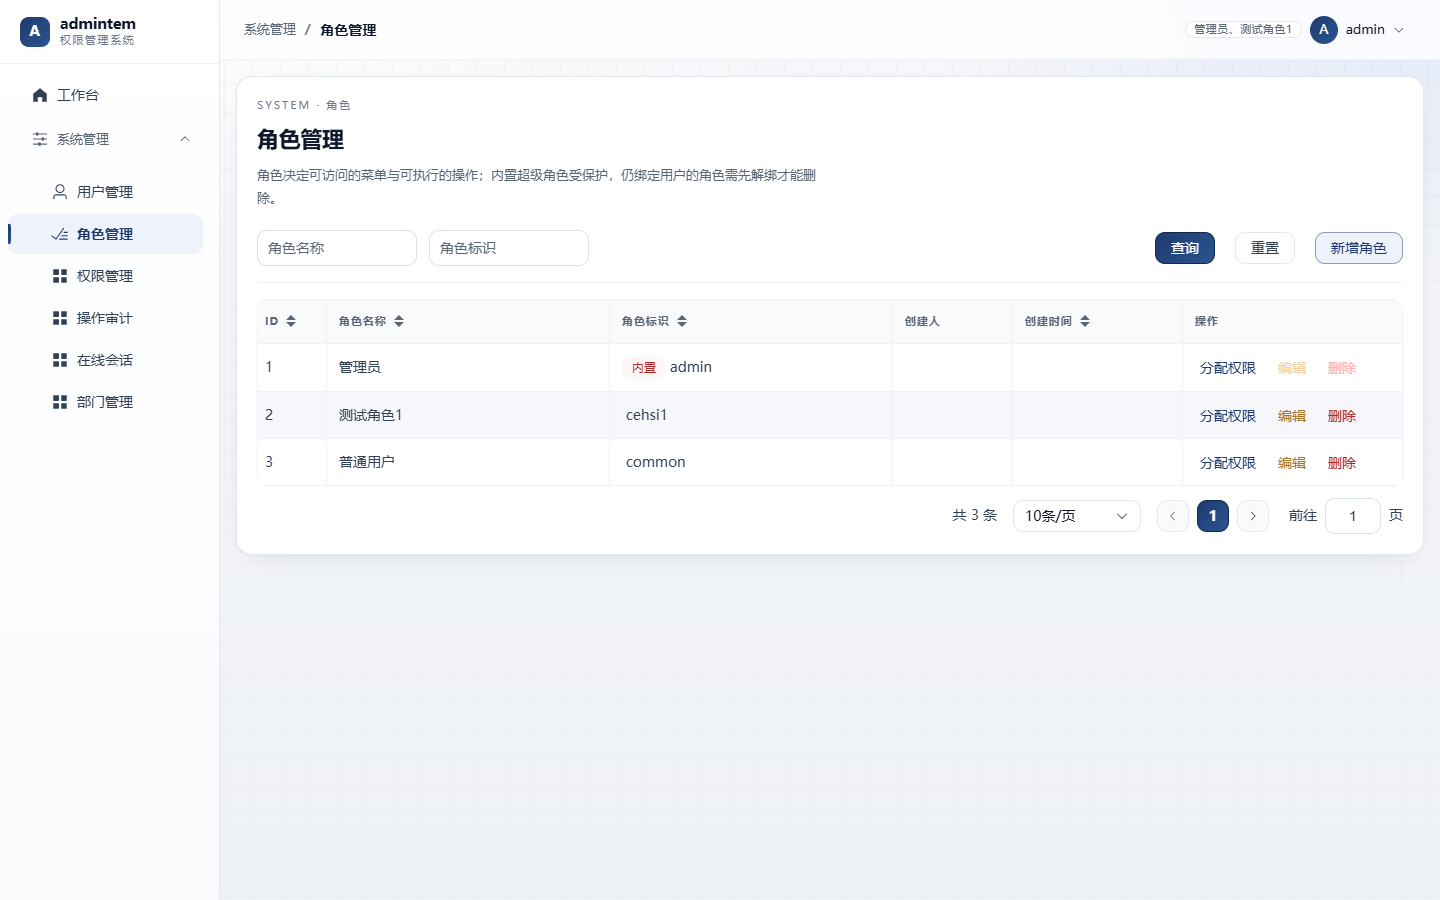 A
admintem
权限管理系统
工作台
系统管理
用户管理
角色管理
权限管理
操作审计
在线会话
部门管理
系统管理 / 角色管理
管理员、测试角色1
A
admin
SYSTEM · 角色
角色管理
角色决定可访问的菜单与可执行的操作；内置超级角色受保护，仍绑定用户的角色需先解绑才能删
除。
角色名称
角色标识
查询
重置
新增角色
ID 角色名称 角色标识 创建人 创建时间 操作
1 管理员 内置 admin 分配权限 编辑 删除
2 测试角色1 cehsi1 分配权限 编辑 删除
3 普通用户 common 分配权限 编辑 删除
共 3 条 10条/页 1 前往 1 页